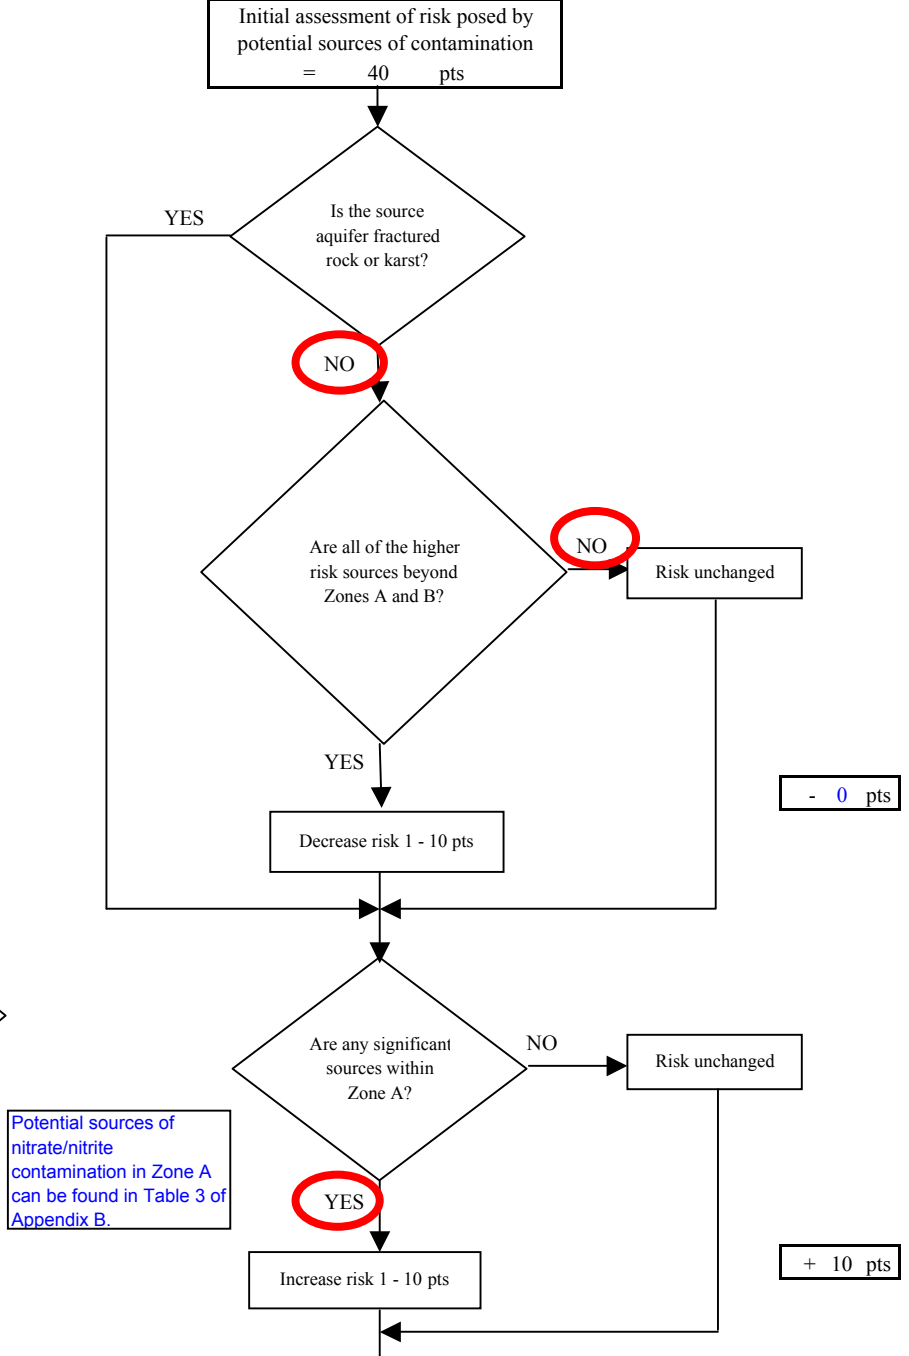 Initial assessment of risk posed by
potential sources of contamination
= 40 pts
YES
Is the source
aquifer fractured
rock or karst?
NO
Are all of the higher
risk sources beyond
Zones A and B?
NO
Risk unchanged
YES
- 0 pts
Decrease risk 1 - 10 pts
Are any significant
sources within
Zone A?
NO
Risk unchanged
Potential sources of
nitrate/nitrite
contamination in Zone A
can be found in Table 3 of
Appendix B.
YES
+ 10 pts
Increase risk 1 - 10 pts